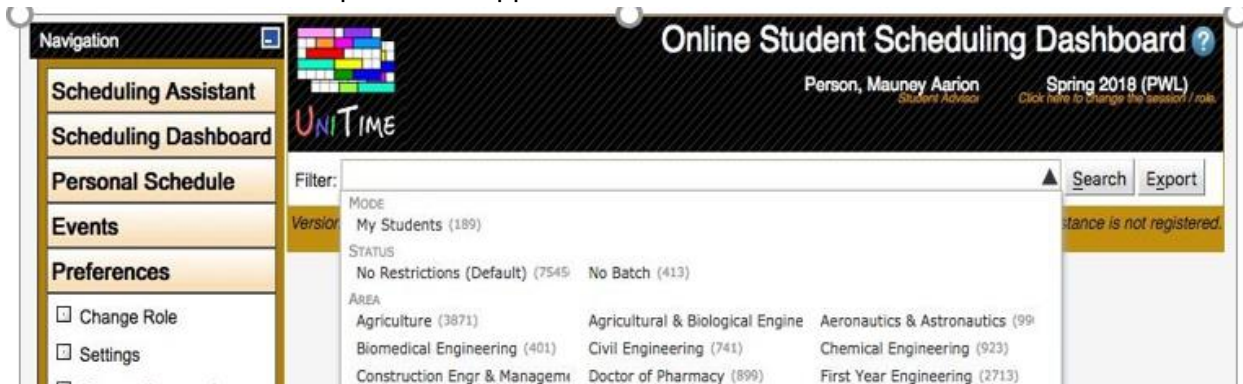 Navigation
Scheduling Assistant
Scheduling Dashboard
Personal Schedule
Events
Preferences
Change Role
Settings
UNITIME
Online Student Scheduling Dashboard ?
Person, Mauney Aarion
Student Advisor
Spring 2018 (PWL)
Click here to change the session / role.
Filter:
Search Export
Version
stance is not registered.
MODE
My Students (189)
STATUS
No Restrictions (Default) (7545 No Batch (413)
AREA
Agriculture (3871) Agricultural & Biological Engine Aeronautics & Astronautics (99
Biomedical Engineering (401) Civil Engineering (741) Chemical Engineering (923)
Construction Engr & Manageme Doctor of Pharmacy (899) First Year Engineering (2713)